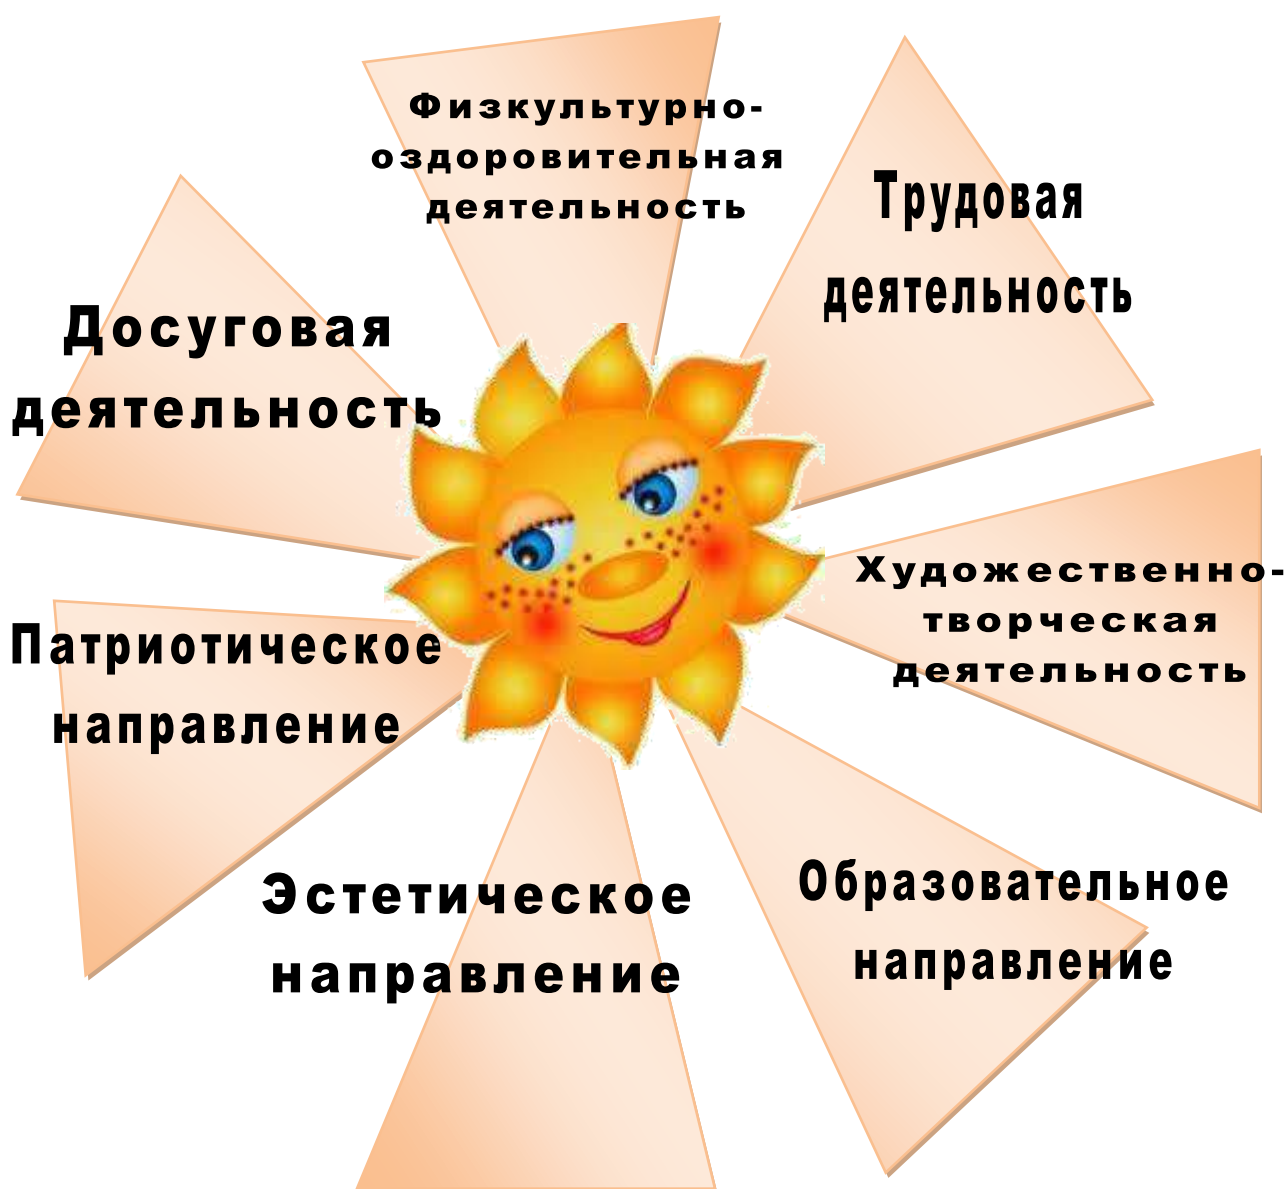 Физкультурно-
оздоровительная
деятельность
Трудовая
деятельность
Досуговая
деятельность
Художественно-
творческая
деятельность
Патриотическое
направление
Эстетическое
направление
Образовательное
направление